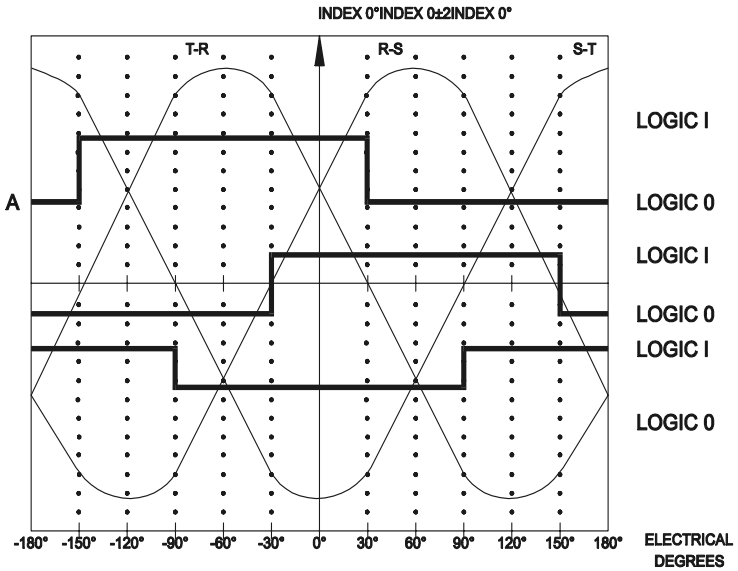 INDEX 0°INDEX 0±2INDEX 0°
T-R R-S S-T
LOGIC I
A LOGIC 0
LOGIC I
LOGIC 0
LOGIC I
LOGIC 0
-180° -150° -120° -90° -60° -30° 0° 30° 60° 90° 120° 150° 180° ELECTRICAL
DEGREES